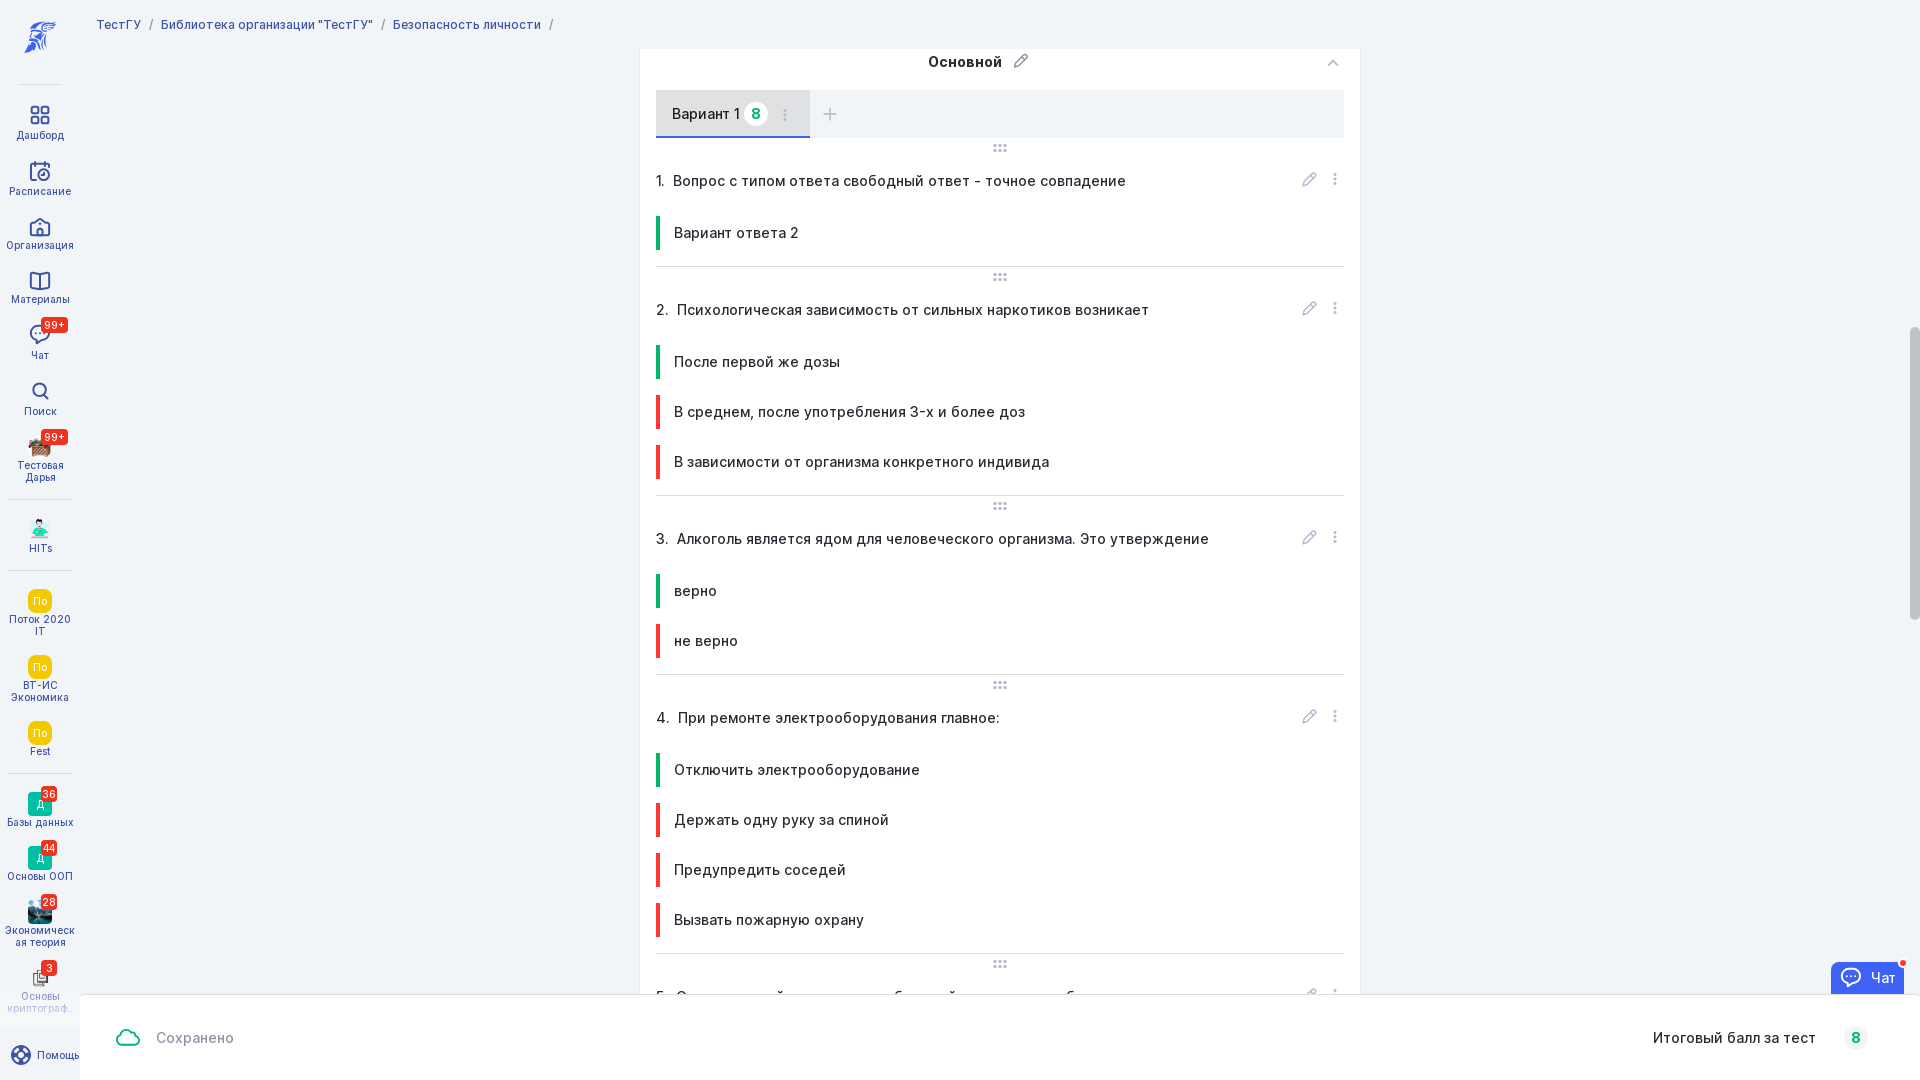 ТестГУ / Библиотека организации "ТестГУ" / Безопасность личности /
Дашборд
Расписание
Организация
Материалы
99+
Чат
Поиск
99+
Тестовая
Дарья
HITs
По
Поток 2020
IT
По
ВТ-ИС
Экономика
По
Fest
36
Д
Базы данных
44
Д
Основы ООП
28
Экономическ
ая теория
3
Основы
криптограф...
Помощь
Основной
Вариант 1 8
1. Вопрос с типом ответа свободный ответ - точное совпадение
Вариант ответа 2
2. Психологическая зависимость от сильных наркотиков возникает
После первой же дозы
В среднем, после употребления 3-х и более доз
В зависимости от организма конкретного индивида
3. Алкоголь является ядом для человеческого организма. Это утверждение
верно
не верно
4. При ремонте электрооборудования главное:
Отключить электрооборудование
Держать одну руку за спиной
Предупредить соседей
Вызвать пожарную охрану
Чат
Сохранено
Итоговый балл за тест 8